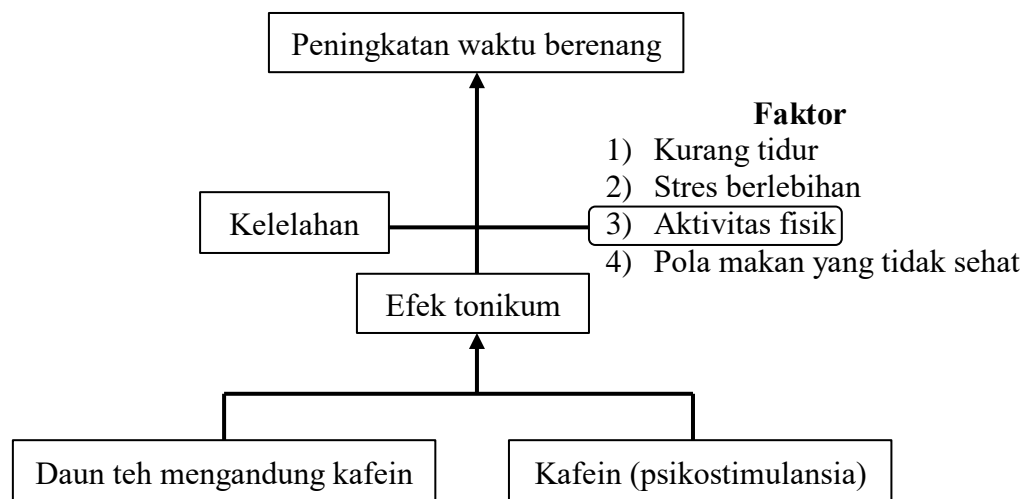 Peningkatan waktu berenang
Faktor
1) Kurang tidur
2) Stres berlebihan
Kelelahan
3) Aktivitas fisik
4) Pola makan yang tidak sehat
Efek tonikum
Daun teh mengandung kafein
Kafein (psikostimulansia)